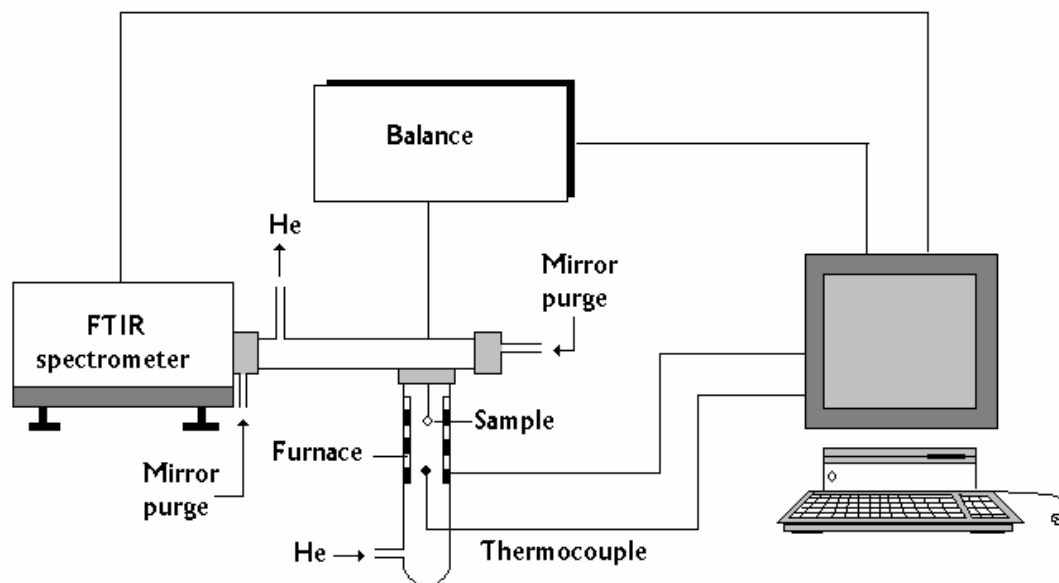 Balance
He
Mirror
purge
FTIR
spectrometer
Sample
Furnace
Mirror
purge
He
Thermocouple